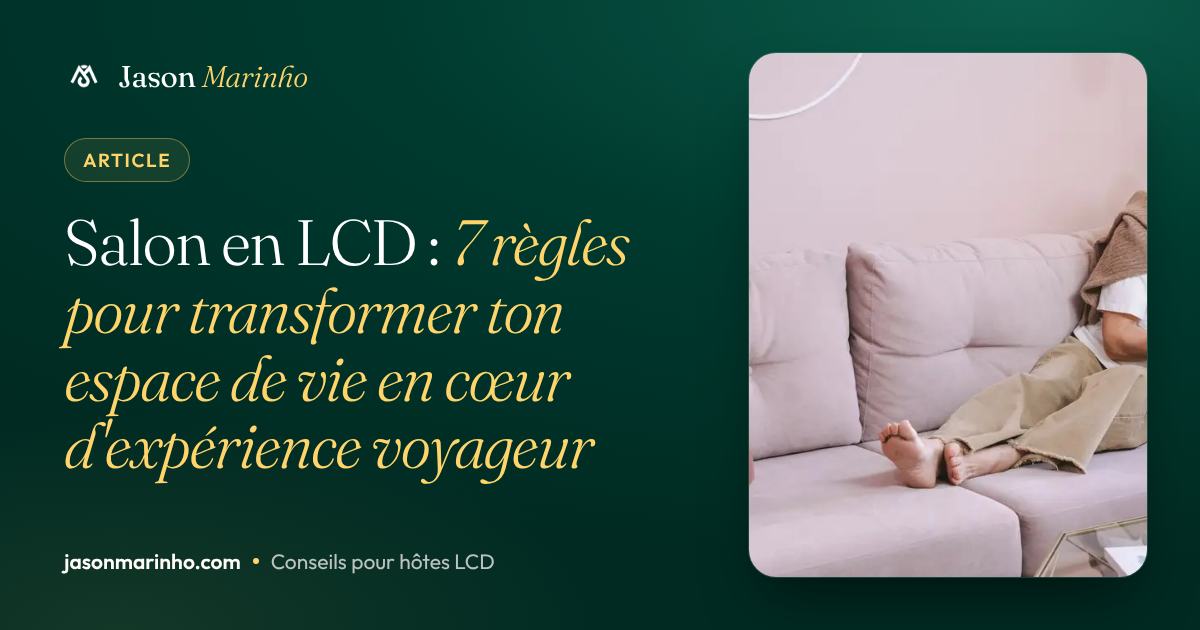 Jason Marinho
ARTICLE
Salon en LCD : 7 règles
pour transformer ton
espace de vie en cœur
d'expérience voyageur
jasonmarinho.com • Conseils pour hôtes LCD